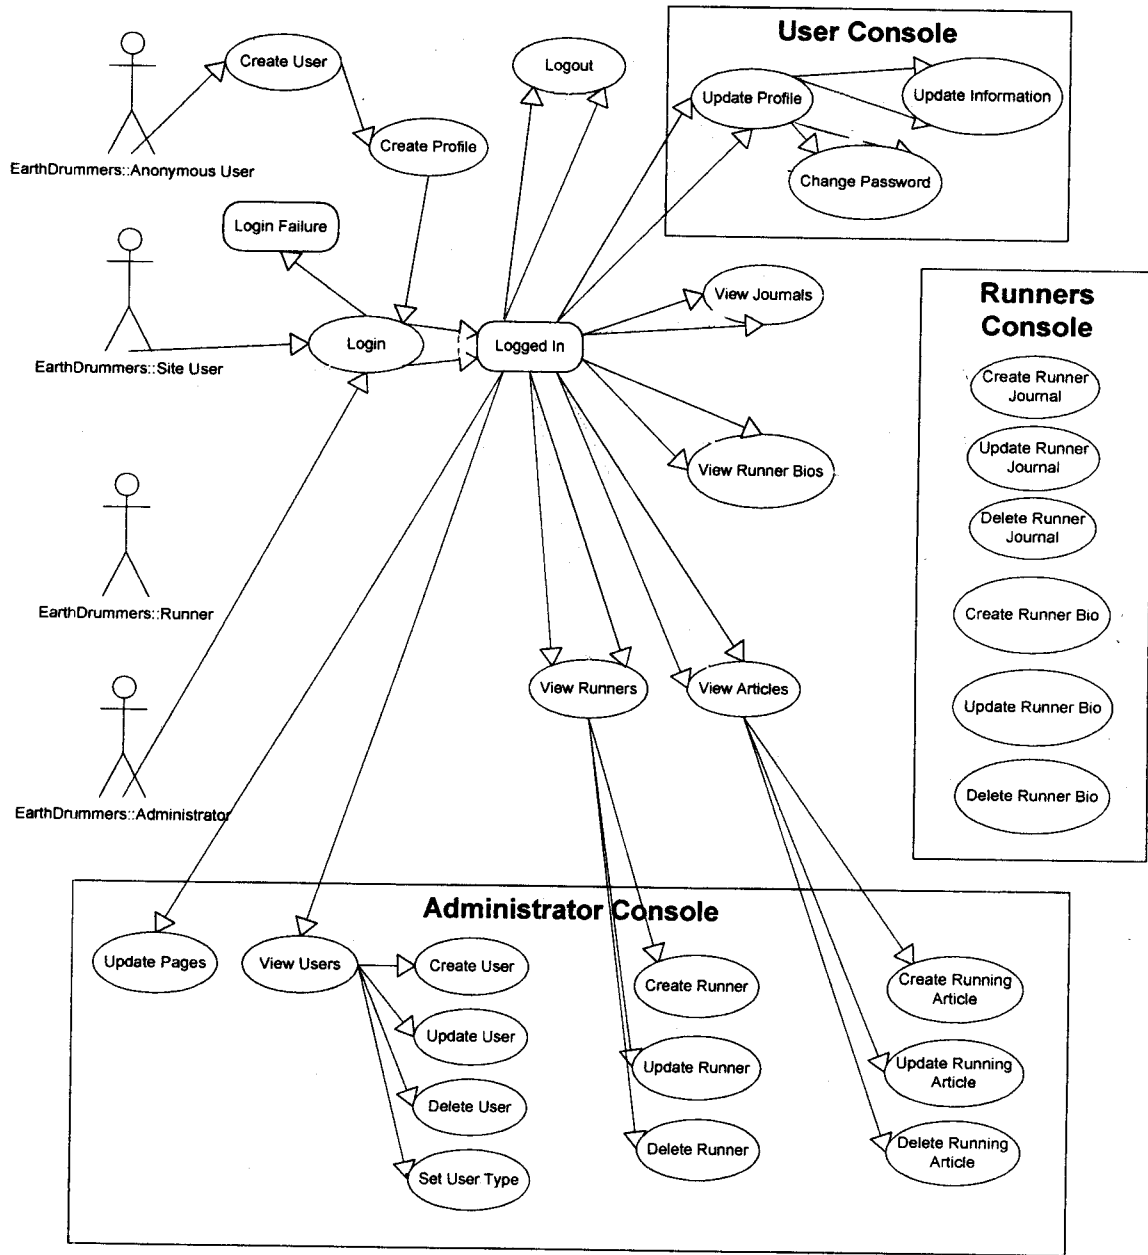 User Console
Create User
Logout
Update Profile
Update Information
Create Profile
EarthDrummers::Anonymous User
Change Password
Login Failure
View Journals
Runners
Console
Login
Logged In
EarthDrummers::Site User
Create Runner
Journal
Update Runner
Journal
View Runner Bios
Delete Runner
Journal
EarthDrummers::Runner
Create Runner Bio
View Runners
View Articles
Update Runner Bio
EarthDrummers::Administrator
Delete Runner Bio
Administrator Console
Update Pages
View Users
Create User
Create Runner
Create Running
Article
Update User
Update Runner
Update Running
Article
Delete User
Delete Runner
Delete Running
Article
Set User Type